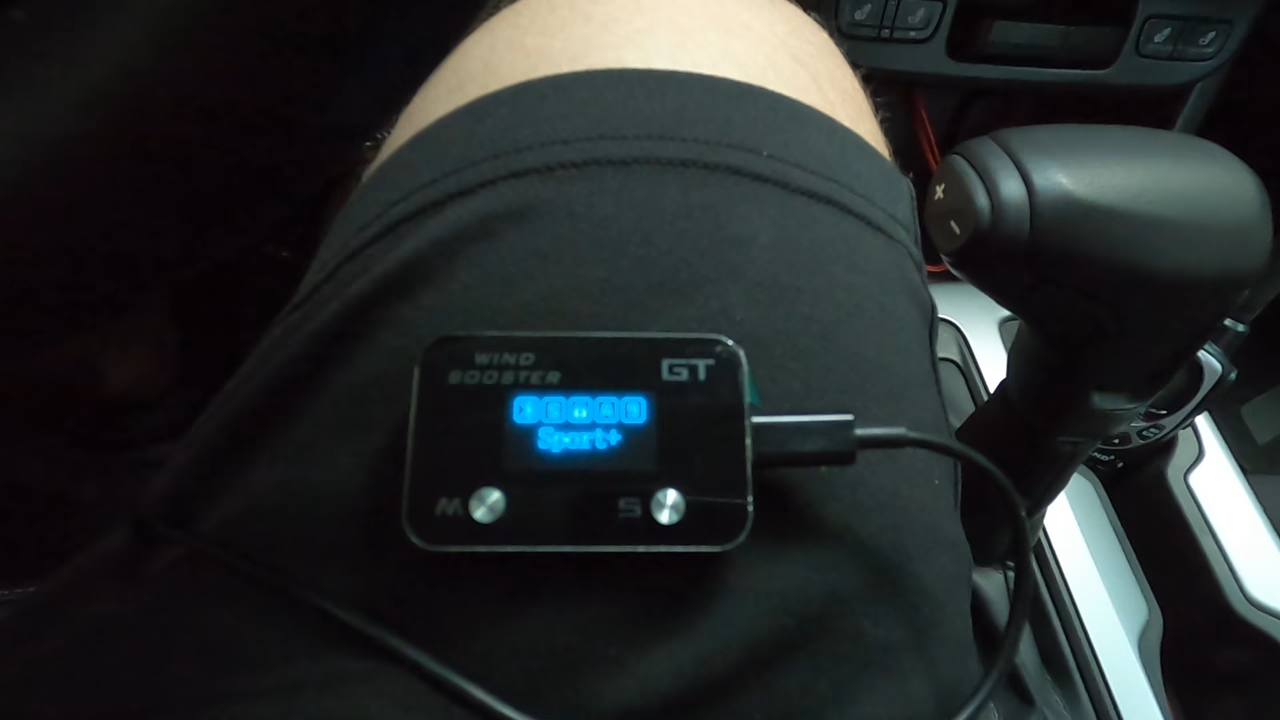 WIND
BOOSTER
GT
Sport+
M
S
+
-